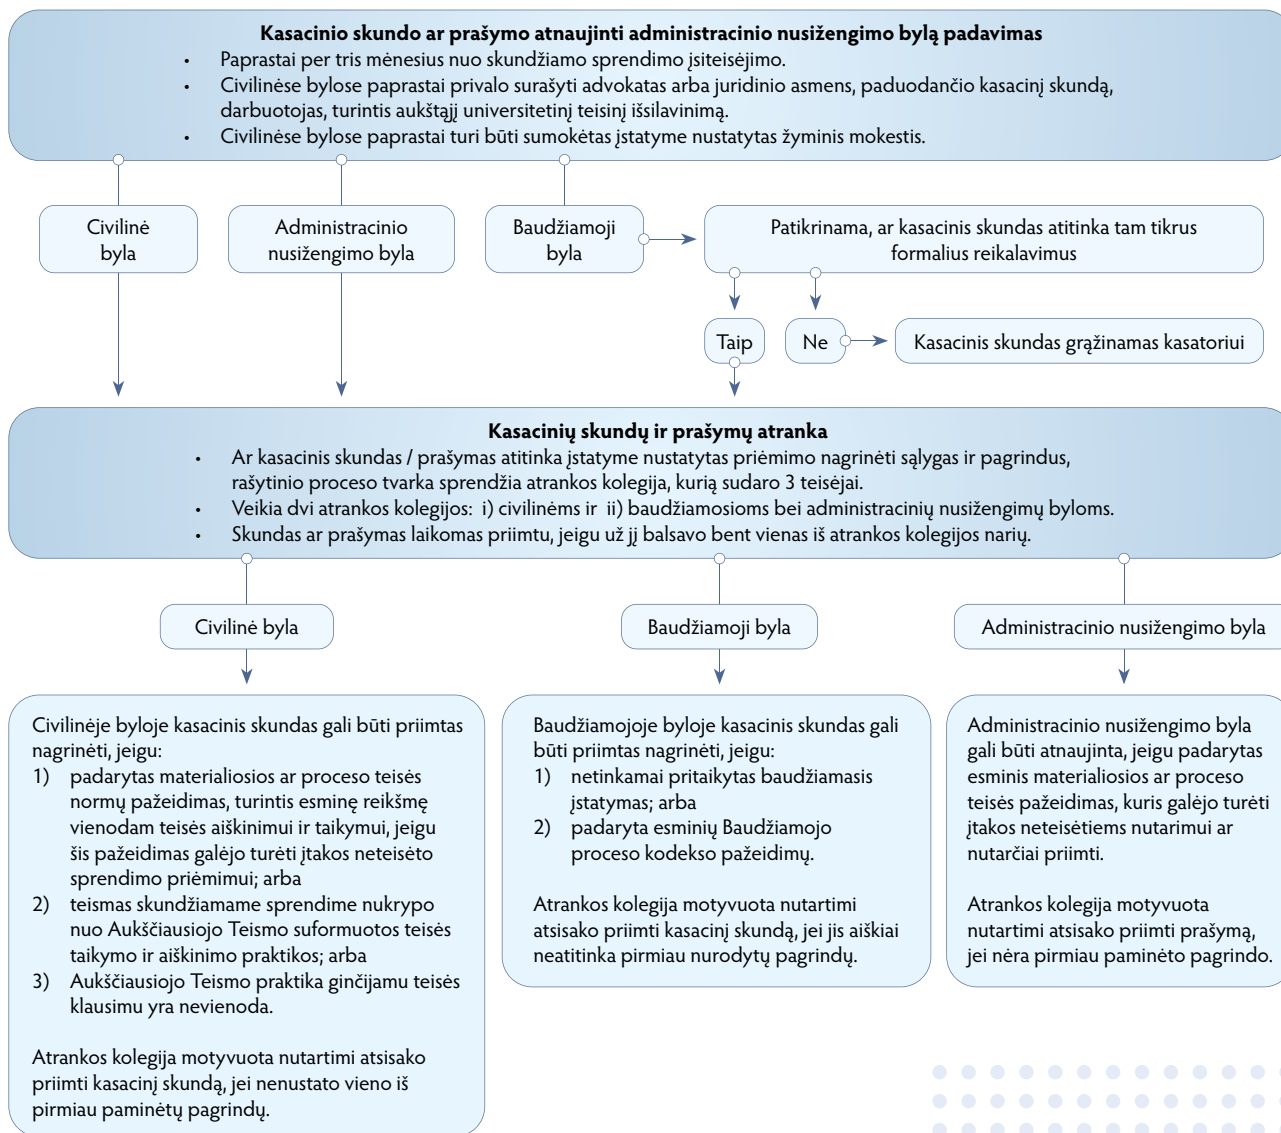 Kasacinio skundo ar prašymo atnaujinti administracinio nusižengimo bylą padavimas
• Paprastai per tris mėnesius nuo skundžiamo sprendimo įsiteisėjimo.
• Civilinėse bylose paprastai privalo surašyti advokatas arba juridinio asmens, paduodančio kasacinį skundą,
darbuotojas, turintis aukštąjį universitetinį teisinį išsilavinimą.
• Civilinėse bylose paprastai turi būti sumokėtas įstatyme nustatytas žyminis mokestis.
Civilinė
byla
Administracinio
nusižengimo byla
Baudžiamoji
byla
Patikrinama, ar kasacinis skundas atitinka tam tikrus
formalius reikalavimus
Taip
Ne
Kasacinis skundas grąžinamas kasatoriui
Kasacinių skundų ir prašymų atranka
• Ar kasacinis skundas / prašymas atitinka įstatyme nustatytas priėmimo nagrinėti sąlygas ir pagrindus,
rašytinio proceso tvarka sprendžia atrankos kolegija, kurią sudaro 3 teisėjai.
• Veikia dvi atrankos kolegijos: i) civilinėms ir ii) baudžiamosioms bei administracinių nusižengimų byloms.
• Skundas ar prašymas laikomas priimtu, jeigu už jį balsavo bent vienas iš atrankos kolegijos narių.
Civilinė byla
Baudžiamoji byla
Administracinio nusižengimo byla
Civilinėje byloje kasacinis skundas gali būti priimtas
nagrinėti, jeigu:
1) padarytas materialiosios ar proceso teisės
normų pažeidimas, turintis esminę reikšmę
vienodam teisės aiškinimui ir taikymui, jeigu
šis pažeidimas galėjo turėti įtakos neteisėto
sprendimo priėmimui; arba
2) teismas skundžiamame sprendime nukrypo
nuo Aukščiausiojo Teismo suformuotos teisės
taikymo ir aiškinimo praktikos; arba
3) Aukščiausiojo Teismo praktika ginčijamu teisės
klausimu yra nevienoda.
Atrankos kolegija motyvuota nutartimi atsisako
priimti kasacinį skundą, jei nenustato vieno iš
pirmiau paminėtų pagrindų.
Baudžiamojoje byloje kasacinis skundas gali
būti priimtas nagrinėti, jeigu:
1) netinkamai pritaikytas baudžiamasis
įstatymas; arba
2) padaryta esminių Baudžiamojo
proceso kodekso pažeidimų.
Atrankos kolegija motyvuota nutartimi
atsisako priimti kasacinį skundą, jei jis aiškiai
neatitinka pirmiau nurodytų pagrindų.
Administracinio nusižengimo byla
gali būti atnaujinta, jeigu padarytas
esminis materialiosios ar proceso
teisės pažeidimas, kuris galėjo turėti
įtakos neteisėtiems nutarimui ar
nutarčiai priimti.
Atrankos kolegija motyvuota
nutartimi atsisako priimti prašymą,
jei nėra pirmiau paminėto pagrindo.